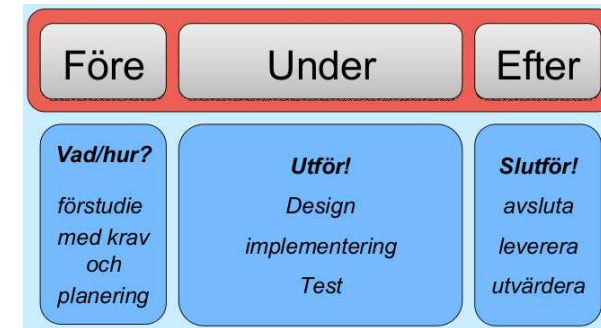 Före
Under
Efter
Vad/hur?
förstudie
med krav
och
planering
Utför!
Design
implementering
Test
Slutför!
avsluta
leverera
utvärdera